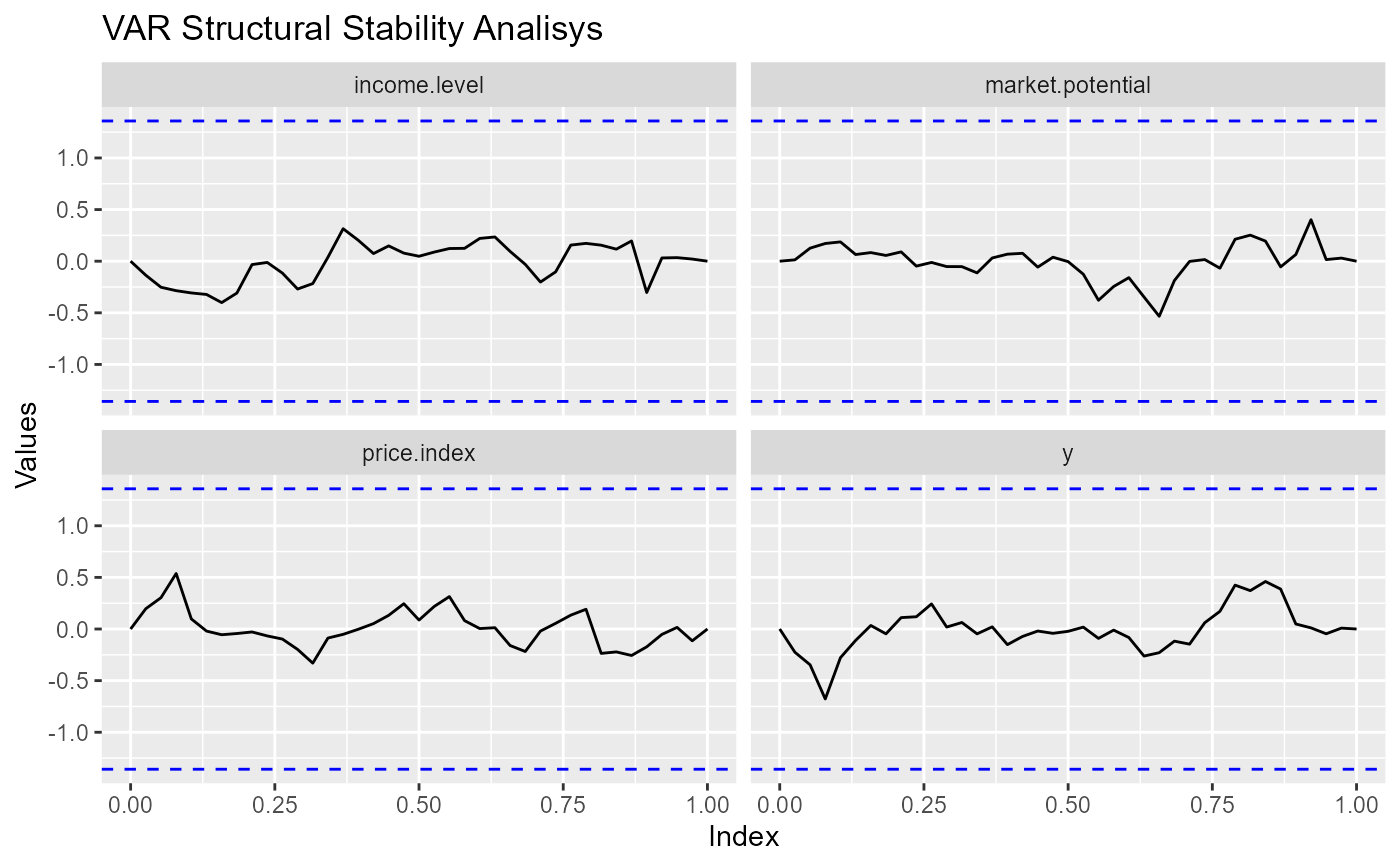 VAR Structural Stability Analisys
income.level market.potential
1.0
0.5
0.0
-0.5
-1.0
Values
price.index y
1.0
0.5
0.0
-0.5
-1.0
0.00 0.25 0.50 0.75 1.00 0.00 0.25 0.50 0.75 1.00
Index